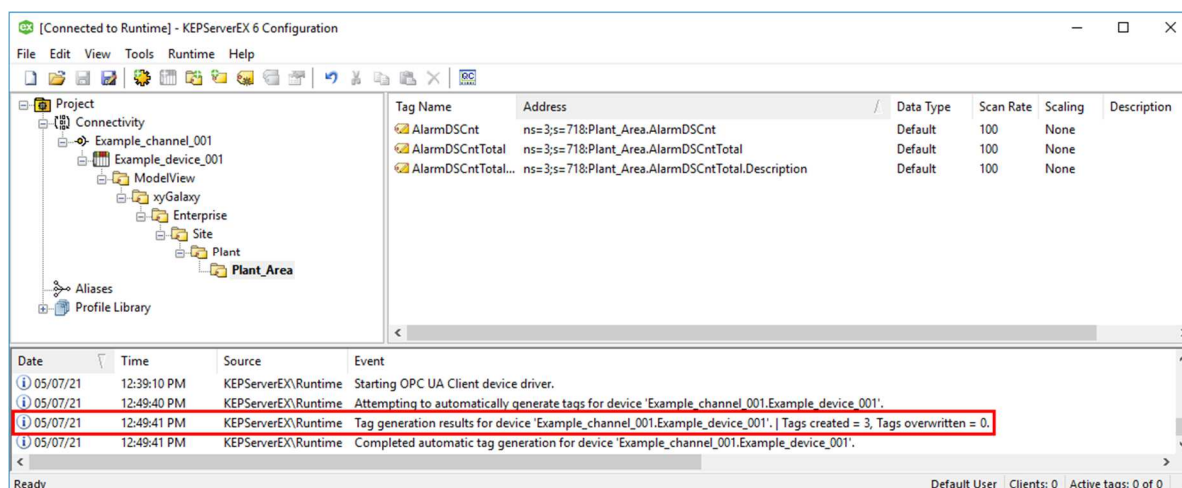 [Connected to Runtime] - KEPServerEX 6 Configuration
File Edit View Tools Runtime Help
Project
Connectivity
Example_channel_001
Example_device_001
ModelView
xyGalaxy
Enterprise
Site
Plant
Plant_Area
Aliases
Profile Library
Tag Name Address Data Type Scan Rate Scaling Description
AlarmDSCnt ns=3;s=718:Plant_Area.AlarmDSCnt Default 100 None
AlarmDSCntTotal ns=3;s=718:Plant_Area.AlarmDSCntTotal Default 100 None
AlarmDSCntTotal... ns=3;s=718:Plant_Area.AlarmDSCntTotal.Description Default 100 None
Date Time Source Event
05/07/21 12:39:10 PM KEPServerEX\Runtime Starting OPC UA Client device driver.
05/07/21 12:49:40 PM KEPServerEX\Runtime Attempting to automatically generate tags for device 'Example_channel_001.Example_device_001'.
05/07/21 12:49:41 PM KEPServerEX\Runtime Tag generation results for device 'Example_channel_001.Example_device_001'. | Tags created = 3, Tags overwritten = 0.
05/07/21 12:49:41 PM KEPServerEX\Runtime Completed automatic tag generation for device 'Example_channel_001.Example_device_001'.
Ready Default User Clients: 0 Active tags: 0 of 0